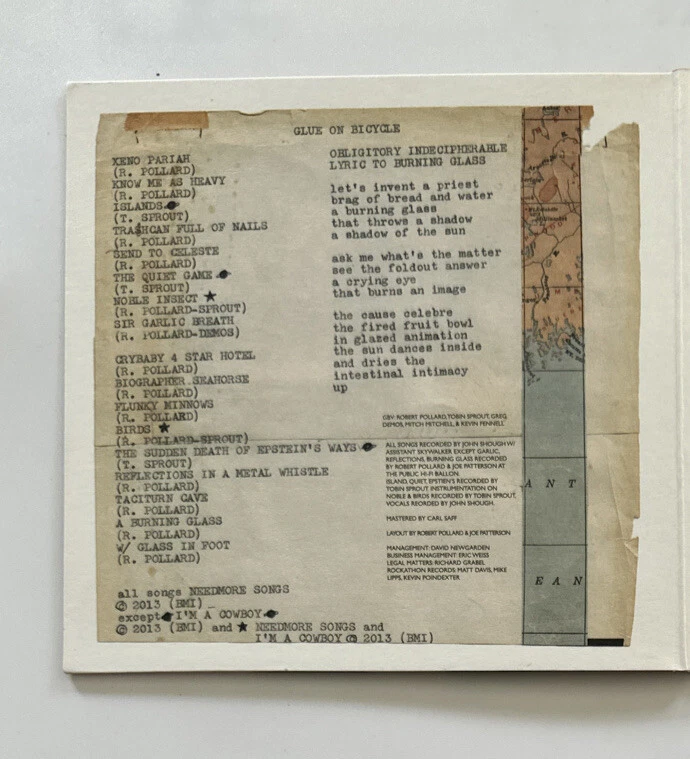 GLUE ON BICYCLE
XENO PARIAH
(R. POLLARD)
KNOW ME AS HEAVY
(R. POLLARD)
ISLANDS
(T. SPROUT)
TRASHCAN FULL OF NAILS
(R. POLLARD)
SEND TO CELESTE
(R. POLLARD)
THE QUIET GAME
(T. SPROUT)
NOBLE INSECT ★
(R. POLLARD-SPROUT)
SIR GARLIC BREATH
(R. POLLARD-DEMOS)
CRYBABY 4 STAR HOTEL
(R. POLLARD)
BIOGRAPHER SEAHORSE
(R. POLLARD)
FLUNKY MINNOWS
(R. POLLARD)
BIRDS ★
(R. POLLARD-SPROUT)
THE SUDDEN DEATH OF EPSTEIN'S WAYS
(T. SPROUT)
REFLECTIONS IN A METAL WHISTLE
(R. POLLARD)
TACITURN CAVE
(R. POLLARD)
A BURNING GLASS
(R. POLLARD)
W/ GLASS IN FOOT
(R. POLLARD)
all songs NEEDMORE SONGS
© 2013 (BMI)
except I'M A COWBOY
© 2013 (BMI) and ★ NEEDMORE SONGS and
I'M A COWBOY © 2013 (BMI)
OBLIGITORY INDECIPHERABLE
LYRIC TO BURNING GLASS
let's invent a priest
brag of bread and water
a burning glass
that throws a shadow
a shadow of the sun
ask me what's the matter
see the foldout answer
a crying eye
that burns an image
the cause celebre
the fired fruit bowl
in glazed animation
the sun dances inside
and dries the
intestinal intimacy
up
GBV: ROBERT POLLARD, TOBIN SPROUT, GREG
DEMOS, MITCH MITCHELL, & KEVIN FENNELL
ALL SONGS RECORDED BY JOHN SHOUGH W/
ASSISTANT SKYWALKER EXCEPT GARLIC,
REFLECTIONS, BURNING GLASS RECORDED
BY ROBERT POLLARD & JOE PATTERSON AT
THE PUBLIC HI-FI BALLON.
ISLAND, QUIET, EPSTIEN'S RECORDED BY
TOBIN SPROUT. INSTRUMENTATION ON
NOBLE & BIRDS RECORDED BY TOBIN SPROUT,
VOCALS RECORDED BY JOHN SHOUGH.
MASTERED BY CARL SAFF
LAYOUT BY ROBERT POLLARD & JOE PATTERSON
MANAGEMENT: DAVID NEWGARDEN
BUSINESS MANAGEMENT: ERIC WEISS
LEGAL MATTERS: RICHARD GRABEL
ROCKATHON RECORDS: MATT DAVIS, MIKE
LIPPS, KEVIN POINDEXTER
A N T
E A N